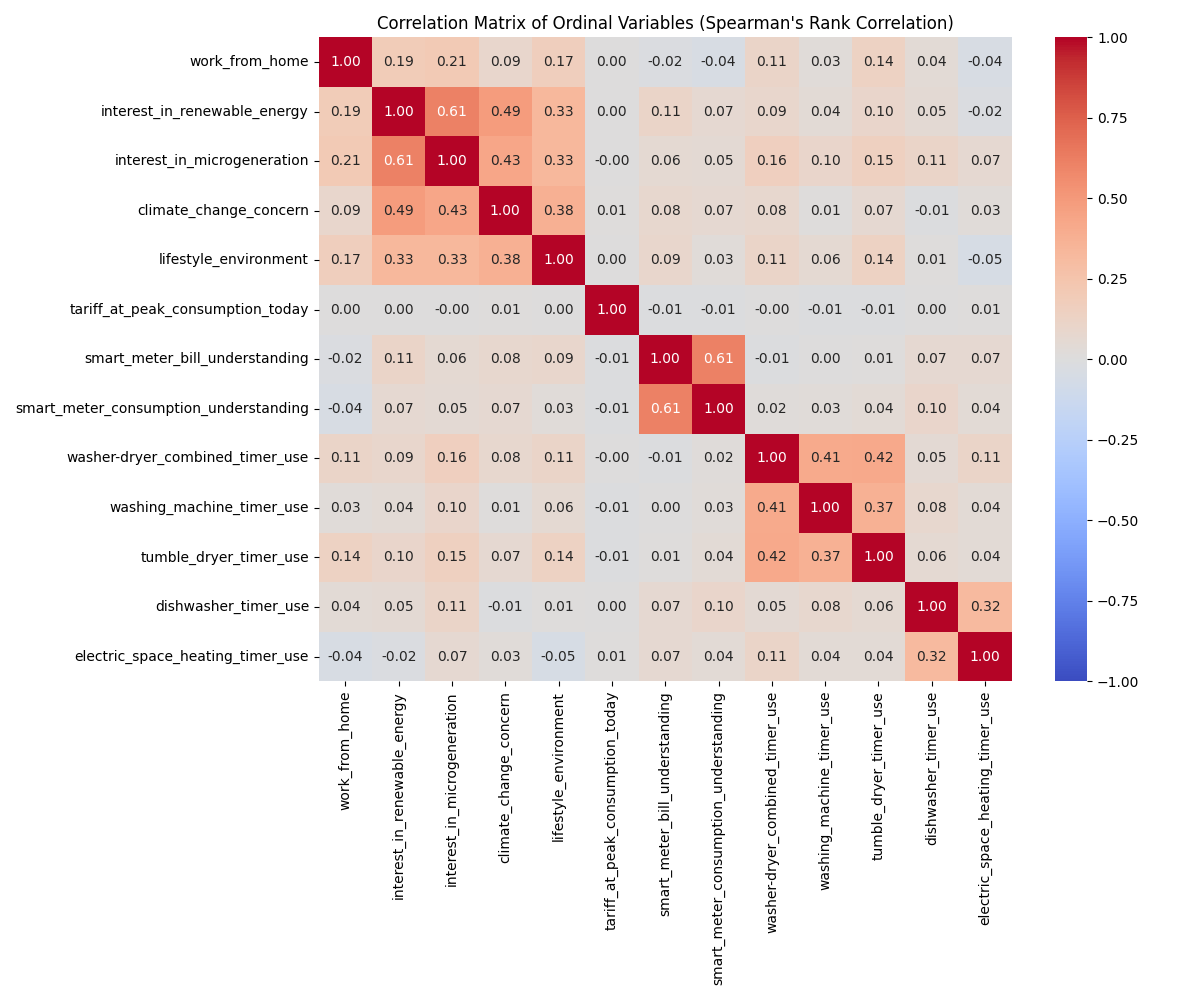 Correlation Matrix of Ordinal Variables (Spearman's Rank Correlation)
work_from_home 1.00 0.19 0.21 0.09 0.17 0.00 -0.02 -0.04 0.11 0.03 0.14 0.04 -0.04
interest_in_renewable_energy 0.19 1.00 0.61 0.49 0.33 0.00 0.11 0.07 0.09 0.04 0.10 0.05 -0.02
interest_in_microgeneration 0.21 0.61 1.00 0.43 0.33 -0.00 0.06 0.05 0.16 0.10 0.15 0.11 0.07
climate_change_concern 0.09 0.49 0.43 1.00 0.38 0.01 0.08 0.07 0.08 0.01 0.07 -0.01 0.03
lifestyle_environment 0.17 0.33 0.33 0.38 1.00 0.00 0.09 0.03 0.11 0.06 0.14 0.01 -0.05
tariff_at_peak_consumption_today 0.00 0.00 -0.00 0.01 0.00 1.00 -0.01 -0.01 -0.00 -0.01 -0.01 0.00 0.01
smart_meter_bill_understanding -0.02 0.11 0.06 0.08 0.09 -0.01 1.00 0.61 -0.01 0.00 0.01 0.07 0.07
smart_meter_consumption_understanding -0.04 0.07 0.05 0.07 0.03 -0.01 0.61 1.00 0.02 0.03 0.04 0.10 0.04
washer-dryer_combined_timer_use 0.11 0.09 0.16 0.08 0.11 -0.00 -0.01 0.02 1.00 0.41 0.42 0.05 0.11
washing_machine_timer_use 0.03 0.04 0.10 0.01 0.06 -0.01 0.00 0.03 0.41 1.00 0.37 0.08 0.04
tumble_dryer_timer_use 0.14 0.10 0.15 0.07 0.14 -0.01 0.01 0.04 0.42 0.37 1.00 0.06 0.04
dishwasher_timer_use 0.04 0.05 0.11 -0.01 0.01 0.00 0.07 0.10 0.05 0.08 0.06 1.00 0.32
electric_space_heating_timer_use -0.04 -0.02 0.07 0.03 -0.05 0.01 0.07 0.04 0.11 0.04 0.04 0.32 1.00
work_from_home
interest_in_renewable_energy
interest_in_microgeneration
climate_change_concern
lifestyle_environment
tariff_at_peak_consumption_today
smart_meter_bill_understanding
smart_meter_consumption_understanding
washer-dryer_combined_timer_use
washing_machine_timer_use
tumble_dryer_timer_use
dishwasher_timer_use
electric_space_heating_timer_use
1.00
0.75
0.50
0.25
0.00
−0.25
−0.50
−0.75
−1.00